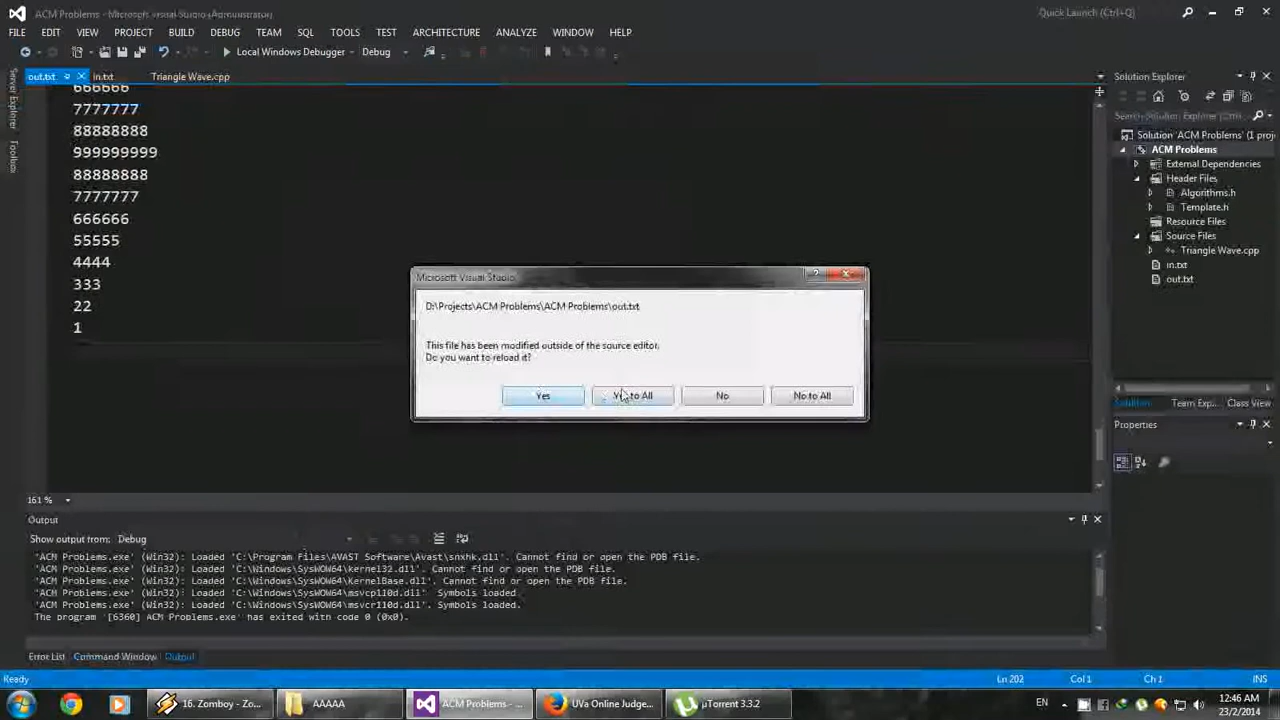 ACM Problems - Microsoft Visual Studio (Administrator)
Quick Launch (Ctrl+Q)
FILE EDIT VIEW PROJECT BUILD DEBUG TEAM SQL TOOLS TEST ARCHITECTURE ANALYZE WINDOW HELP
Local Windows Debugger Debug
out.txt in.txt Triangle Wave.cpp
Server Explorer
Toolbox
666666
7777777
88888888
999999999
88888888
7777777
666666
55555
4444
333
22
1
161 %
Microsoft Visual Studio
D:\Projects\ACM Problems\ACM Problems\out.txt
This file has been modified outside of the source editor.
Do you want to reload it?
Yes Yes to All No No to All
Solution Explorer
Search Solution Explorer (Ctrl
Solution 'ACM Problems' (1 proj
ACM Problems
External Dependencies
Header Files
Algorithms.h
Template.h
Resource Files
Source Files
Triangle Wave.cpp
in.txt
out.txt
Solution Team Exp... Class View
Properties
Output
Show output from: Debug
'ACM Problems.exe' (Win32): Loaded 'C:\Program Files\AVAST Software\Avast\snxhk.dll'. Cannot find or open the PDB file.
'ACM Problems.exe' (Win32): Loaded 'C:\Windows\SysWOW64\kernel32.dll'. Cannot find or open the PDB file.
'ACM Problems.exe' (Win32): Loaded 'C:\Windows\SysWOW64\KernelBase.dll'. Cannot find or open the PDB file.
'ACM Problems.exe' (Win32): Loaded 'C:\Windows\SysWOW64\msvcp110d.dll'. Symbols loaded.
'ACM Problems.exe' (Win32): Loaded 'C:\Windows\SysWOW64\msvcr110d.dll'. Symbols loaded.
The program '[6360] ACM Problems.exe' has exited with code 0 (0x0).
Error List Command Window Output
Ready Ln 202 Col 1 Ch 1 INS
16. Zomboy - Zo... AAAAA ACM Problems - ... UVa Online Judge... µTorrent 3.3.2
EN
12:46 AM
23/2/2014